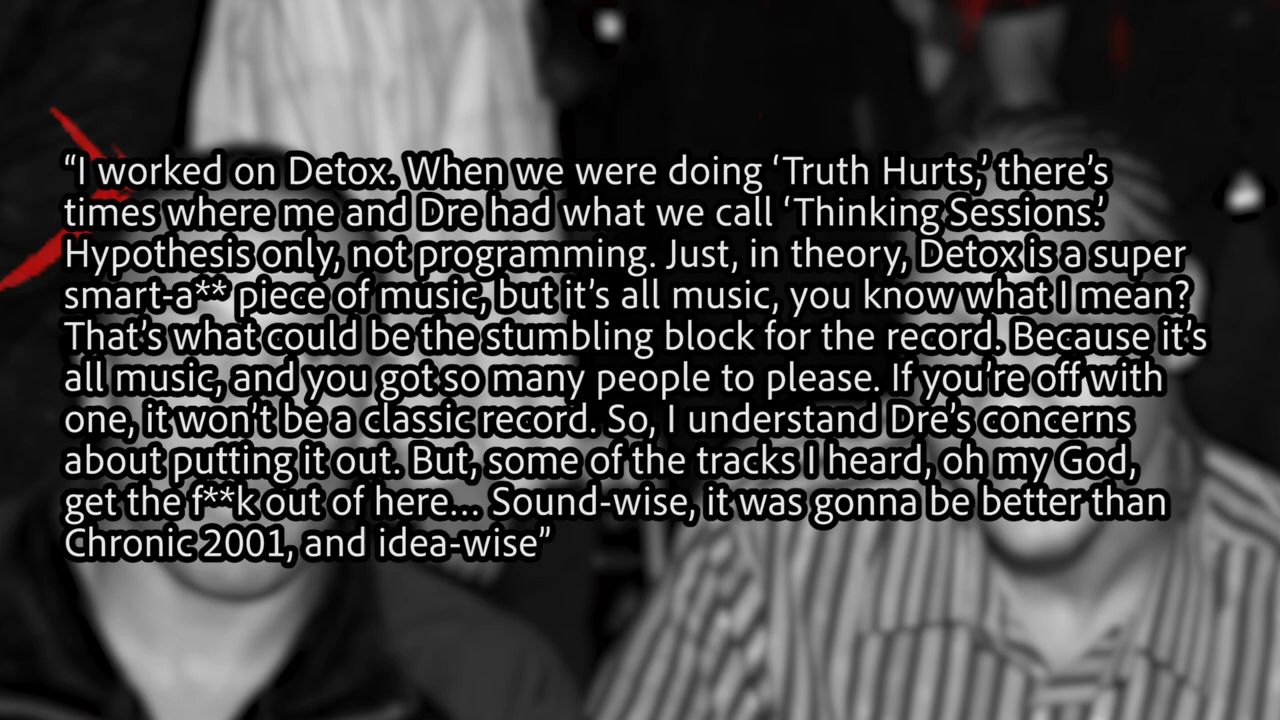 “I worked on Detox. When we were doing ‘Truth Hurts,’ there’s
times where me and Dre had what we call ‘Thinking Sessions.’
Hypothesis only, not programming. Just, in theory, Detox is a super
smart-a** piece of music, but it’s all music, you know what I mean?
That’s what could be the stumbling block for the record. Because it’s
all music, and you got so many people to please. If you’re off with
one, it won’t be a classic record. So, I understand Dre’s concerns
about putting it out. But, some of the tracks I heard, oh my God,
get the f**k out of here... Sound-wise, it was gonna be better than
Chronic 2001, and idea-wise”